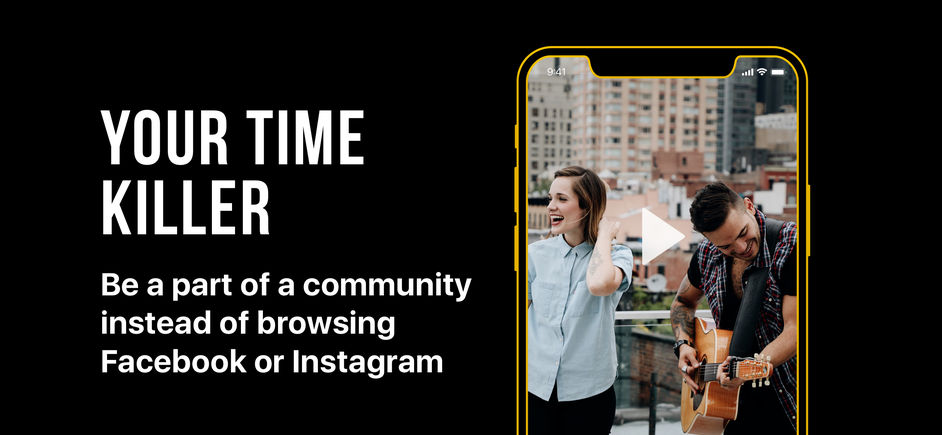 YOUR TIME
KILLER
Be a part of a community
instead of browsing
Facebook or Instagram
9:41